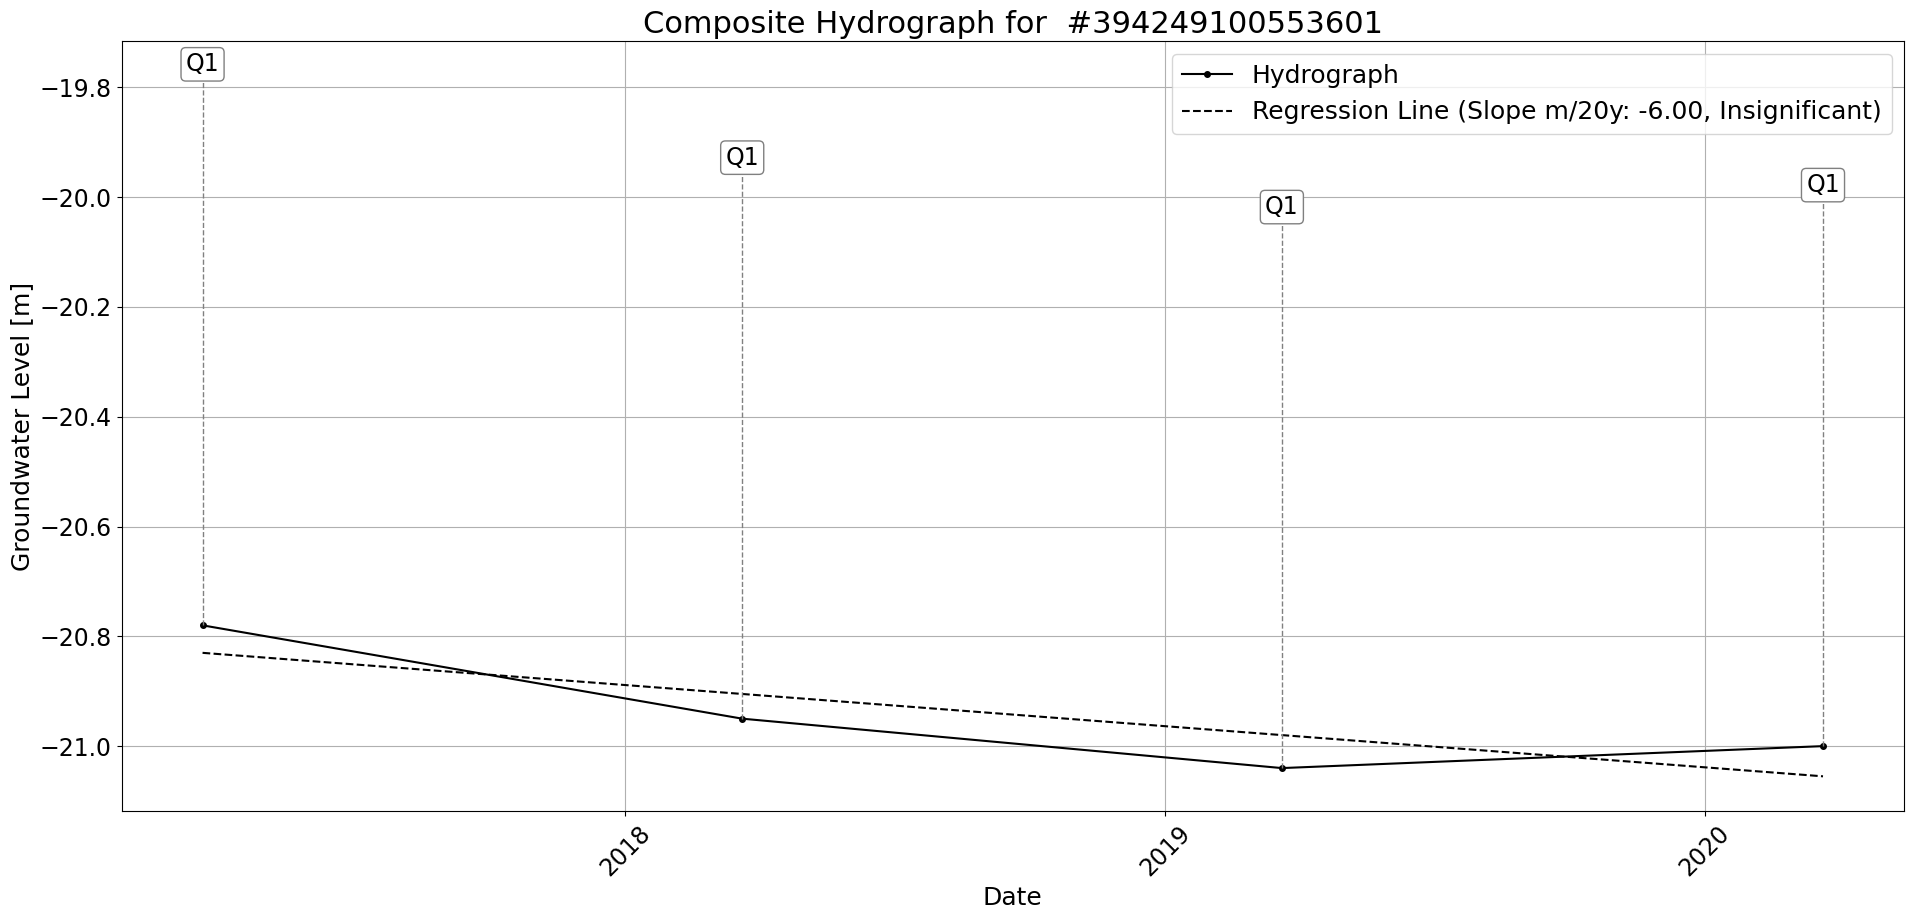 Composite Hydrograph for  #394249100553601
Q1
Q1
Q1
Q1
Hydrograph
Regression Line (Slope m/20y: -6.00, Insignificant)
Groundwater Level [m]
−19.8
−20.0
−20.2
−20.4
−20.6
−20.8
−21.0
2018
2019
2020
Date